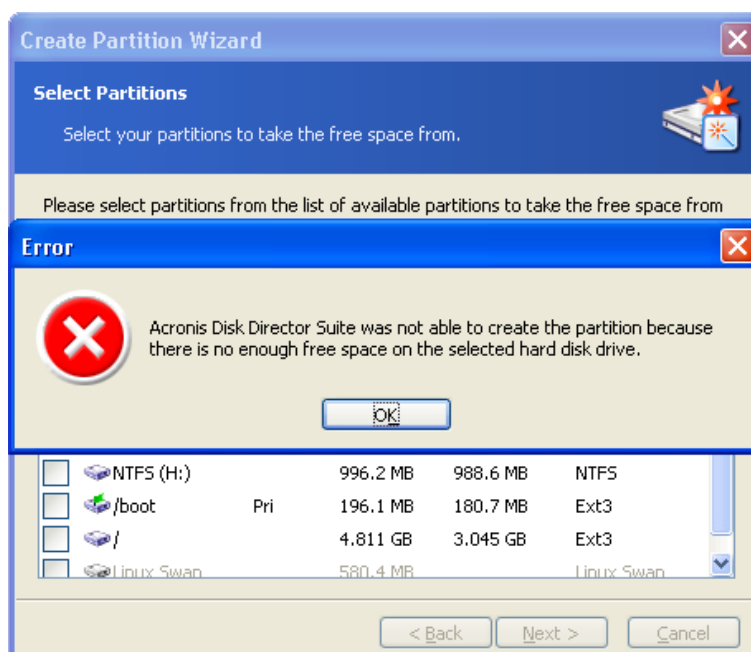 Create Partition Wizard
Select Partitions
Select your partitions to take the free space from.
Please select partitions from the list of available partitions to take the free space from
Error
Acronis Disk Director Suite was not able to create the partition because
there is no enough free space on the selected hard disk drive.
OK
NTFS (H:) 996.2 MB 988.6 MB NTFS
/boot Pri 196.1 MB 180.7 MB Ext3
/ 4.811 GB 3.045 GB Ext3
Linux Swap 580.4 MB Linux Swap
< Back Next > Cancel